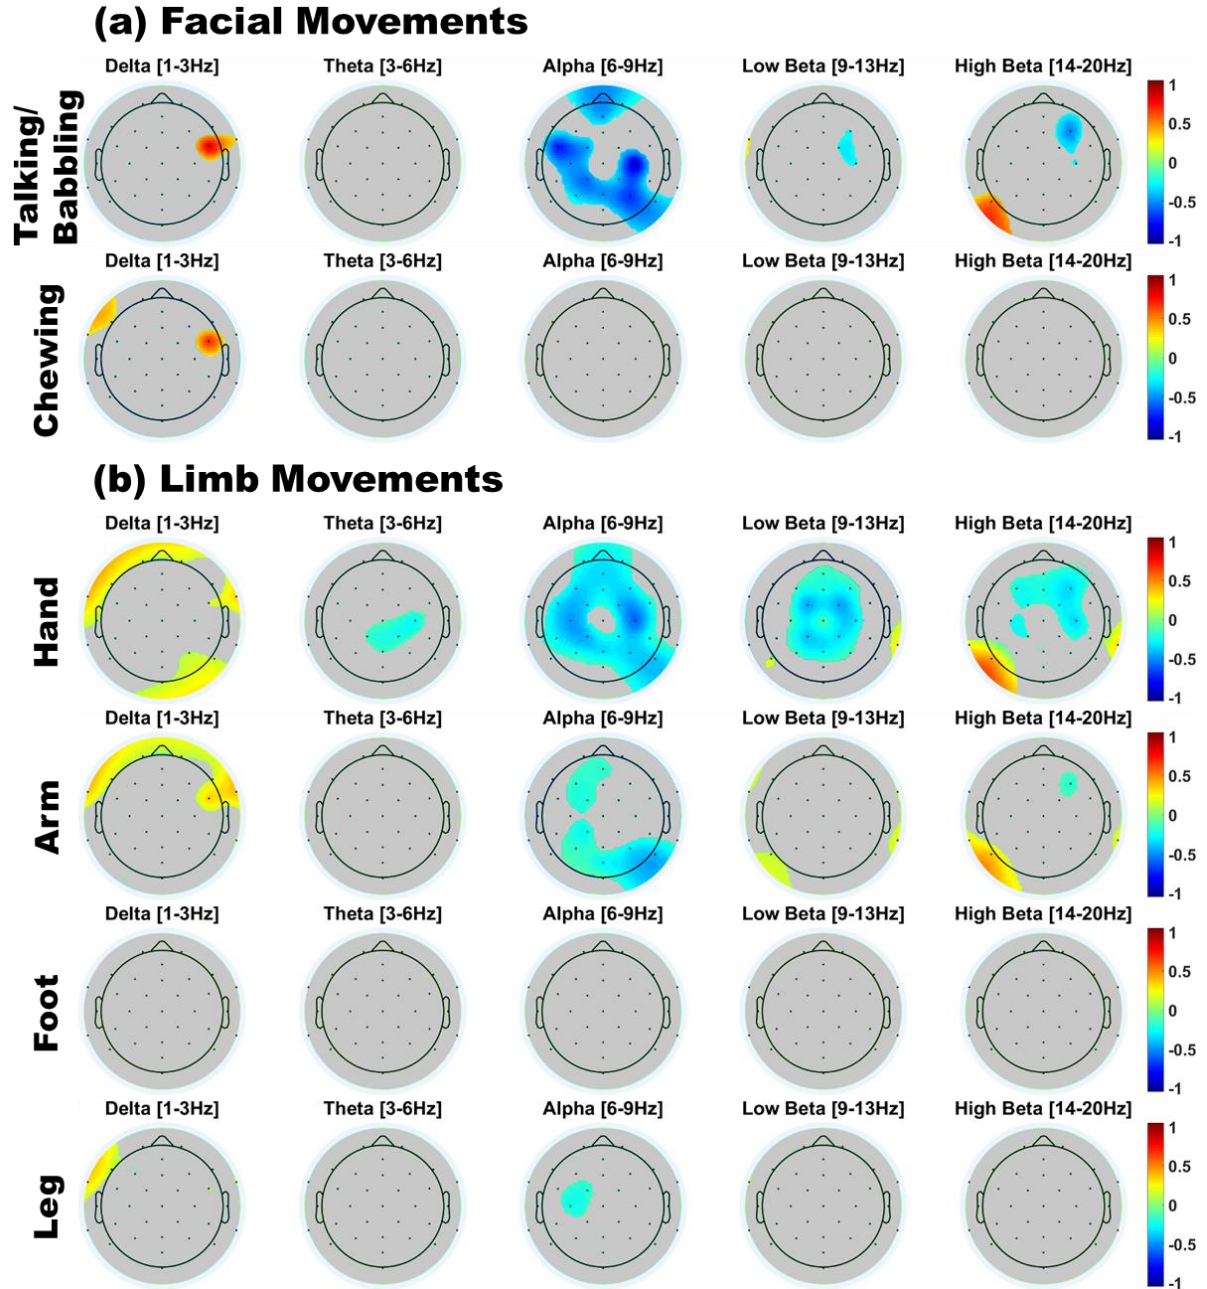 (a) Facial Movements
Talking/
Babbling
Delta [1-3Hz] Theta [3-6Hz] Alpha [6-9Hz] Low Beta [9-13Hz] High Beta [14-20Hz]
1
0.5
0
-0.5
-1
Chewing
Delta [1-3Hz] Theta [3-6Hz] Alpha [6-9Hz] Low Beta [9-13Hz] High Beta [14-20Hz]
1
0.5
0
-0.5
-1
(b) Limb Movements
Hand
Delta [1-3Hz] Theta [3-6Hz] Alpha [6-9Hz] Low Beta [9-13Hz] High Beta [14-20Hz]
1
0.5
0
-0.5
-1
Arm
Delta [1-3Hz] Theta [3-6Hz] Alpha [6-9Hz] Low Beta [9-13Hz] High Beta [14-20Hz]
1
0.5
0
-0.5
-1
Foot
Delta [1-3Hz] Theta [3-6Hz] Alpha [6-9Hz] Low Beta [9-13Hz] High Beta [14-20Hz]
1
0.5
0
-0.5
-1
Leg
Delta [1-3Hz] Theta [3-6Hz] Alpha [6-9Hz] Low Beta [9-13Hz] High Beta [14-20Hz]
1
0.5
0
-0.5
-1